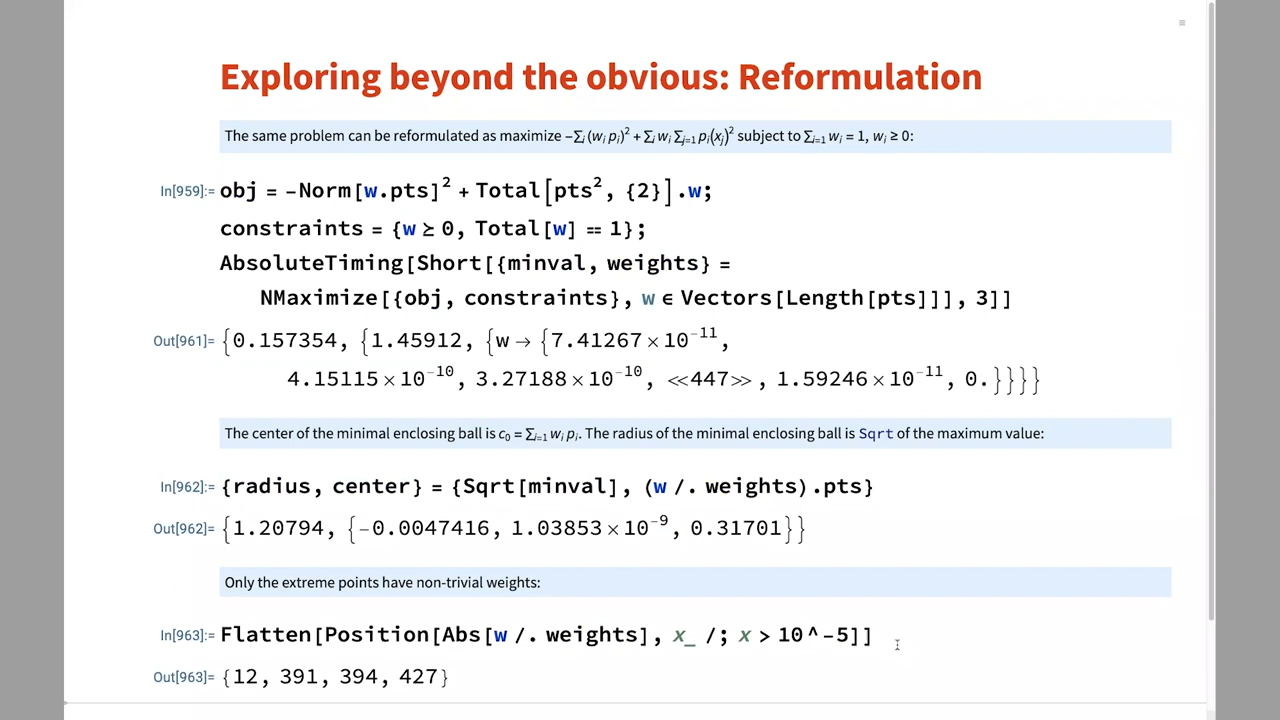 ≡
Exploring beyond the obvious: Reformulation
The same problem can be reformulated as maximize −∑ᵢ(wᵢ pᵢ)² + ∑ᵢ wᵢ ∑ⱼ₌₁ pᵢ(xⱼ)² subject to ∑ᵢ₌₁ wᵢ = 1, wᵢ ≥ 0:
In[959]:= obj = −Norm[w.pts]² + Total[pts², {2}].w;
constraints = {w ⪰ 0, Total[w] == 1};
AbsoluteTiming[Short[{minval, weights} =
NMaximize[{obj, constraints}, w ∈ Vectors[Length[pts]]], 3]]
Out[961]= {0.157354, {1.45912, {w → {7.41267×10⁻¹¹,
4.15115×10⁻¹⁰, 3.27188×10⁻¹⁰, ≪447≫, 1.59246×10⁻¹¹, 0.}}}}
The center of the minimal enclosing ball is c₀ = ∑ᵢ₌₁ wᵢ pᵢ. The radius of the minimal enclosing ball is Sqrt of the maximum value:
In[962]:= {radius, center} = {Sqrt[minval], (w /. weights).pts}
Out[962]= {1.20794, {−0.0047416, 1.03853×10⁻⁹, 0.31701}}
Only the extreme points have non-trivial weights:
In[963]:= Flatten[Position[Abs[w /. weights], x_ /; x > 10^-5]]
Out[963]= {12, 391, 394, 427}